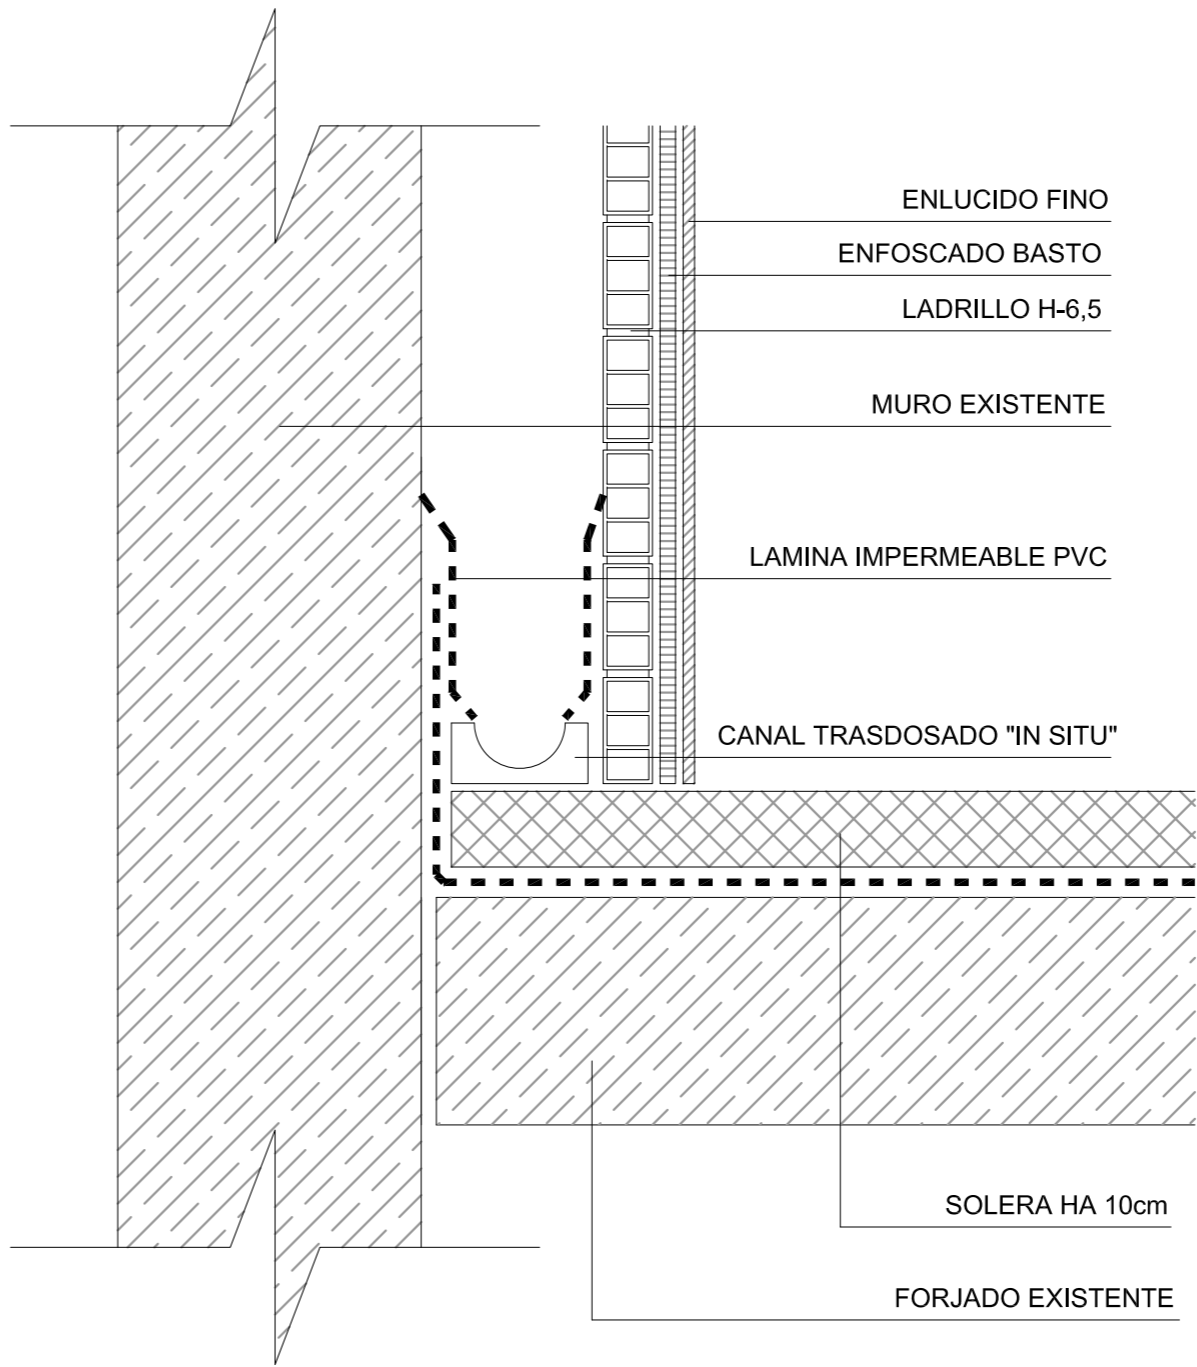 ENLUCIDO FINO
ENFOSCADO BASTO
LADRILLO H-6,5
MURO EXISTENTE
LAMINA IMPERMEABLE PVC
CANAL TRASDOSADO "IN SITU"
SOLERA HA 10cm
FORJADO EXISTENTE